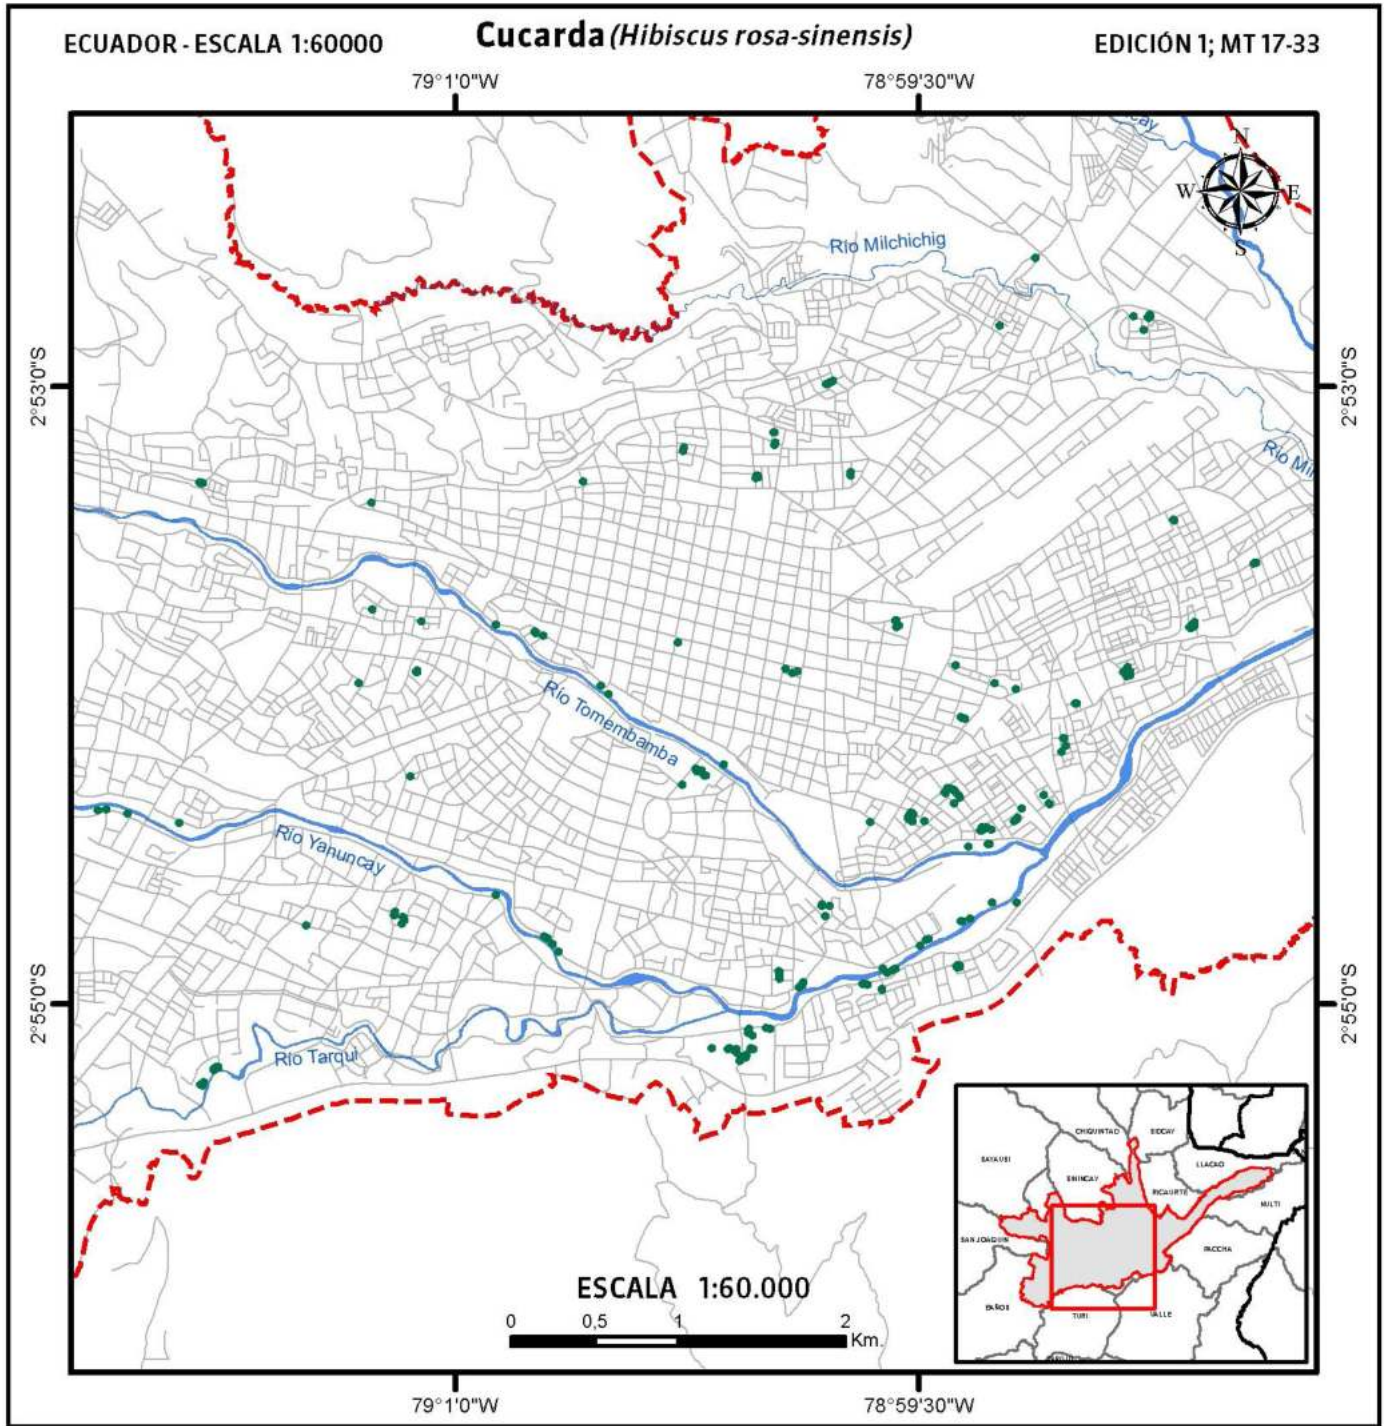 ECUADOR - ESCALA 1:60000
Cucarda (Hibiscus rosa-sinensis)
EDICIÓN 1; MT 17-33
79°1'0"W
78°59'30"W
N
W
E
S
Río Milchichig
2°53'0"S
2°53'0"S
Río Tomembamba
Río Yanuncay
2°55'0"S
2°55'0"S
Río Tarqui
CHIQUINTAD
SIDCAY
SAYAUSI
LLACAO
SININCAY
RICAURTE
NULTI
SAN JOAQUIN
PACCHA
BAÑOS
TURI
VALLE
ESCALA 1:60.000
0 0,5 1 2
Km.
79°1'0"W
78°59'30"W